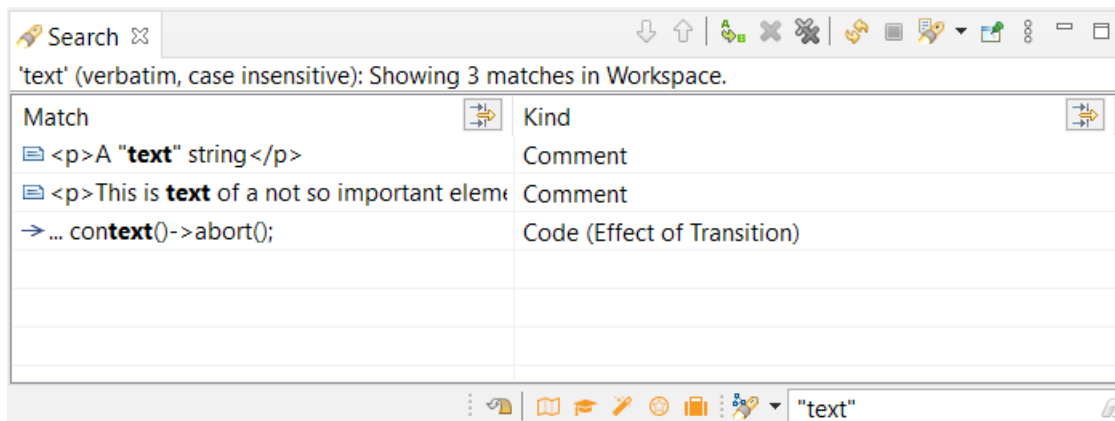 Search
'text' (verbatim, case insensitive): Showing 3 matches in Workspace.
Match Kind
<p>A "text" string</p> Comment
<p>This is text of a not so important eleme Comment
... context()->abort(); Code (Effect of Transition)
"text"